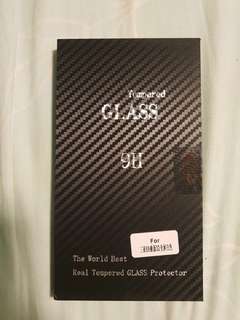 Tempered
GLASS
9H
For
The World Best
Real Tempered GLASS Protector